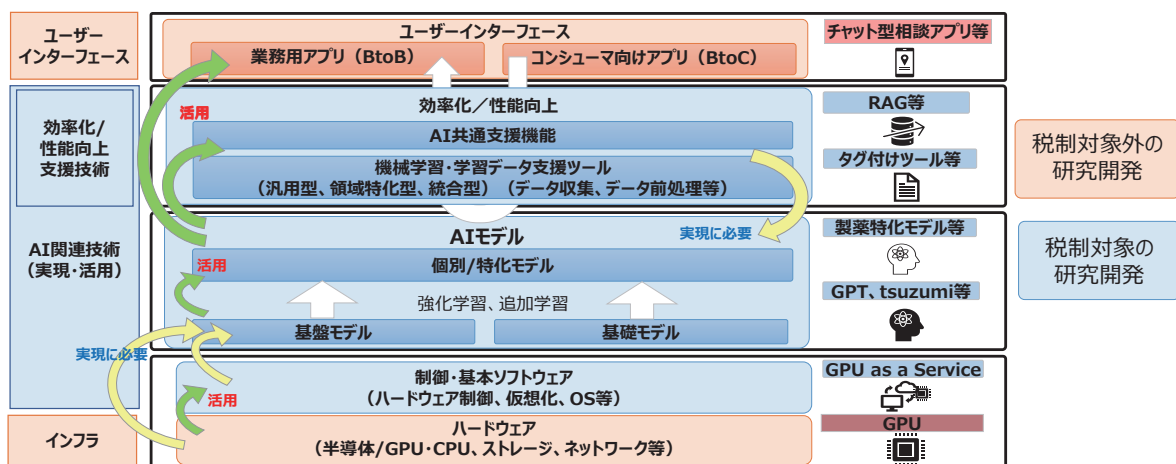 ユーザー
インターフェース
ユーザーインターフェース
業務用アプリ（BtoB）
コンシューマ向けアプリ（BtoC）
チャット型相談アプリ等
効率化/
性能向上
支援技術
活用
効率化／性能向上
AI共通支援機能
機械学習・学習データ支援ツール
（汎用型、領域特化型、統合型）（データ収集、データ前処理等）
RAG等
タグ付けツール等
税制対象外の
研究開発
AI関連技術
（実現・活用）
AIモデル
実現に必要
活用
個別/特化モデル
強化学習、追加学習
基盤モデル
基礎モデル
製薬特化モデル等
GPT、tsuzumi等
税制対象の
研究開発
実現に必要
制御・基本ソフトウェア
（ハードウェア制御、仮想化、OS等）
活用
GPU as a Service
インフラ
ハードウェア
（半導体/GPU・CPU、ストレージ、ネットワーク等）
GPU